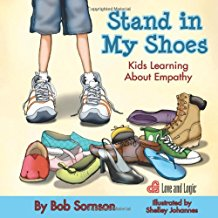 Stand in
My Shoes
Kids Learning
About Empathy
Love and Logic
By Bob Sornson
Illustrated by
Shelley Johannes